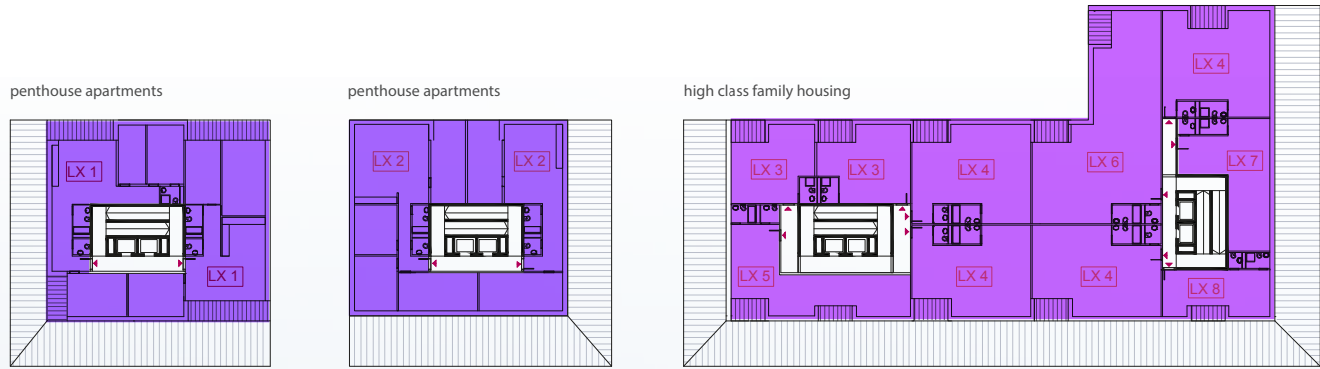 penthouse apartments
penthouse apartments
high class family housing
LX 1
LX 1
LX 2
LX 2
LX 4
LX 3
LX 3
LX 4
LX 6
LX 7
LX 5
LX 4
LX 4
LX 8